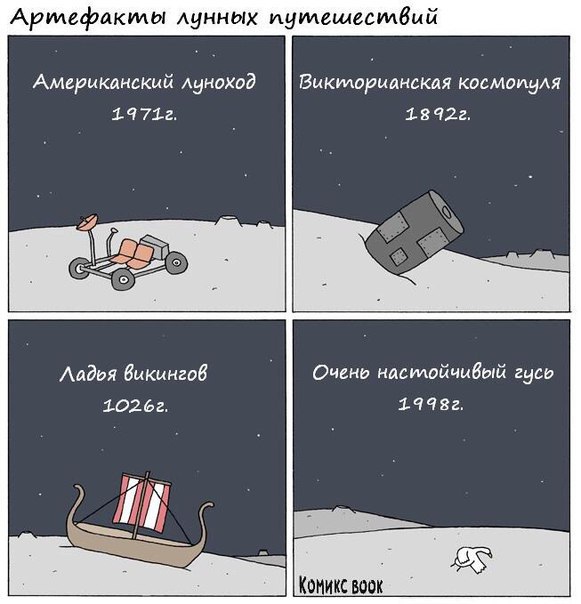 Артефакты лунных путешествий
Американский луноход
1971г.
Викторианская космопуля
1892г.
Ладья викингов
1026г.
Очень настойчивый гусь
1998г.
Комикс BOOK